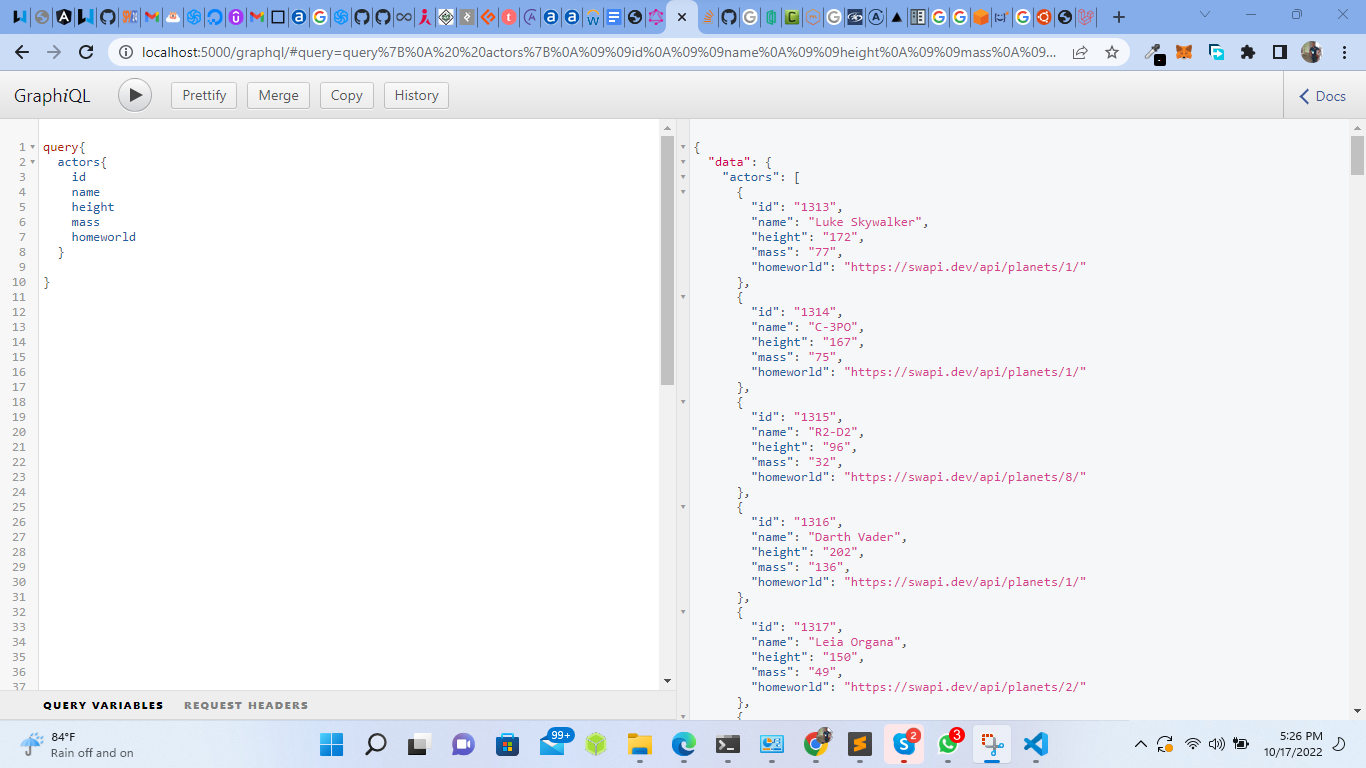 localhost:5000/graphql/#query=query%7B%0A%20%20actors%7B%0A%09%09id%0A%09%09name%0A%09%09height%0A%09%09mass%0A%09...
GraphiQL
Prettify
Merge
Copy
History
Docs
1 query{
2 actors{
3 id
4 name
5 height
6 mass
7 homeworld
8 }
9
10 }
11
12
13
14
15
16
17
18
19
20
21
22
23
24
25
26
27
28
29
30
31
32
33
34
35
36
37
{
"data": {
"actors": [
{
"id": "1313",
"name": "Luke Skywalker",
"height": "172",
"mass": "77",
"homeworld": "https://swapi.dev/api/planets/1/"
},
{
"id": "1314",
"name": "C-3PO",
"height": "167",
"mass": "75",
"homeworld": "https://swapi.dev/api/planets/1/"
},
{
"id": "1315",
"name": "R2-D2",
"height": "96",
"mass": "32",
"homeworld": "https://swapi.dev/api/planets/8/"
},
{
"id": "1316",
"name": "Darth Vader",
"height": "202",
"mass": "136",
"homeworld": "https://swapi.dev/api/planets/1/"
},
{
"id": "1317",
"name": "Leia Organa",
"height": "150",
"mass": "49",
"homeworld": "https://swapi.dev/api/planets/2/"
},
{
QUERY VARIABLES REQUEST HEADERS
84°F
Rain off and on
99+
2
3
5:26 PM
10/17/2022